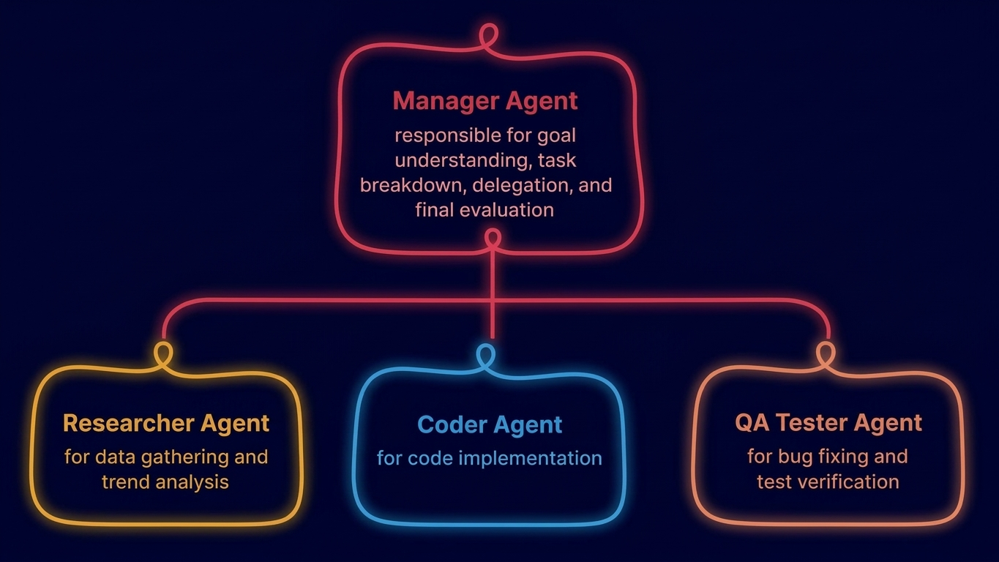 Manager Agent
responsible for goal
understanding, task
breakdown, delegation, and
final evaluation
Researcher Agent
for data gathering and
trend analysis
Coder Agent
for code implementation
QA Tester Agent
for bug fixing and
test verification